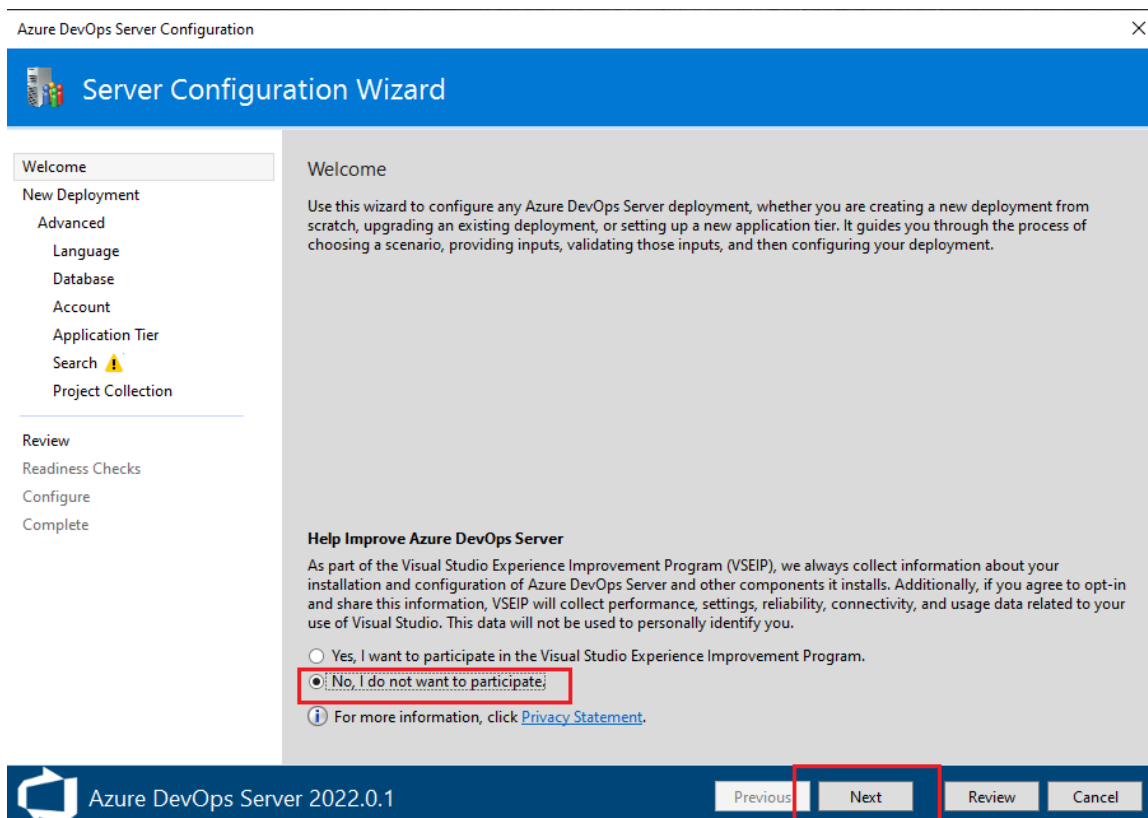 Azure DevOps Server Configuration
Server Configuration Wizard
Welcome
New Deployment
Advanced
Language
Database
Account
Application Tier
Search
Project Collection
Review
Readiness Checks
Configure
Complete
Welcome
Use this wizard to configure any Azure DevOps Server deployment, whether you are creating a new deployment from
scratch, upgrading an existing deployment, or setting up a new application tier. It guides you through the process of
choosing a scenario, providing inputs, validating those inputs, and then configuring your deployment.
Help Improve Azure DevOps Server
As part of the Visual Studio Experience Improvement Program (VSEIP), we always collect information about your
installation and configuration of Azure DevOps Server and other components it installs. Additionally, if you agree to opt-in
and share this information, VSEIP will collect performance, settings, reliability, connectivity, and usage data related to your
use of Visual Studio. This data will not be used to personally identify you.
Yes, I want to participate in the Visual Studio Experience Improvement Program.
No, I do not want to participate.
For more information, click Privacy Statement.
Azure DevOps Server 2022.0.1
Previous
Next
Review
Cancel